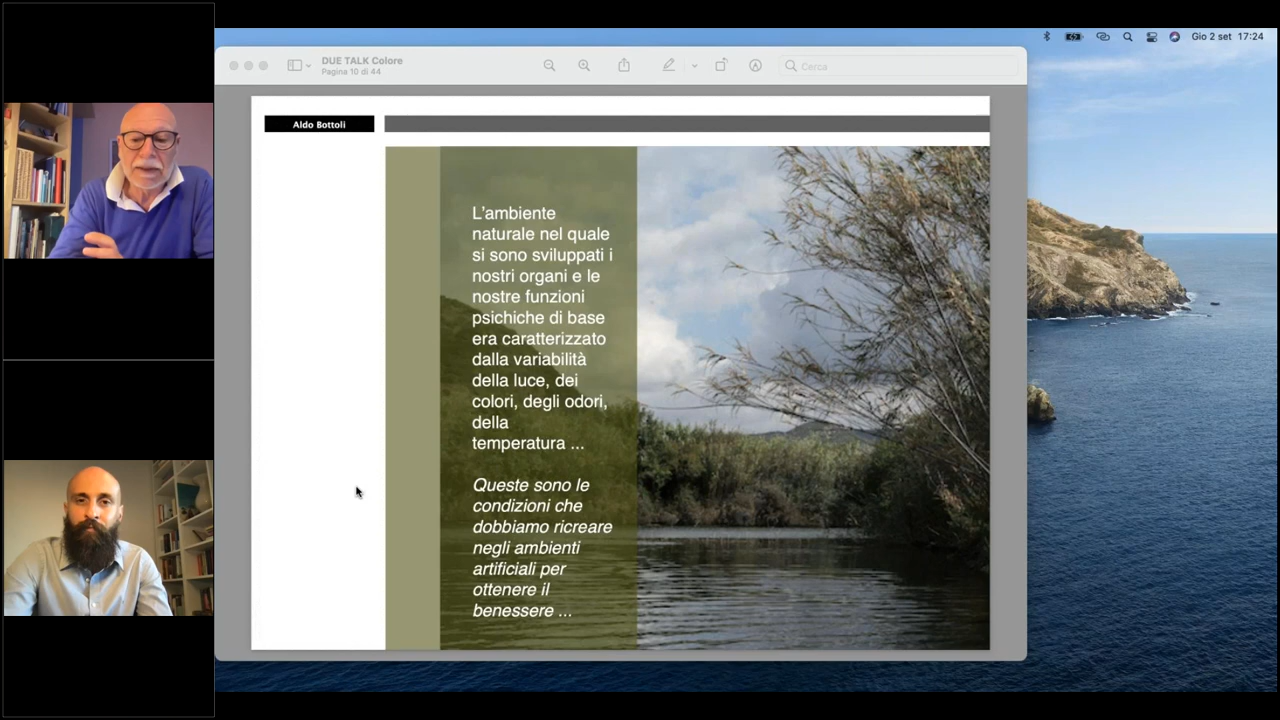 Gio 2 set 17:24
DUE TALK Colore
Pagina 10 di 44
Cerca
Aldo Bottoli
L'ambiente
naturale nel quale
si sono sviluppati i
nostri organi e le
nostre funzioni
psichiche di base
era caratterizzato
dalla variabilità
della luce, dei
colori, degli odori,
della
temperatura ...
Queste sono le
condizioni che
dobbiamo ricreare
negli ambienti
artificiali per
ottenere il
benessere ...